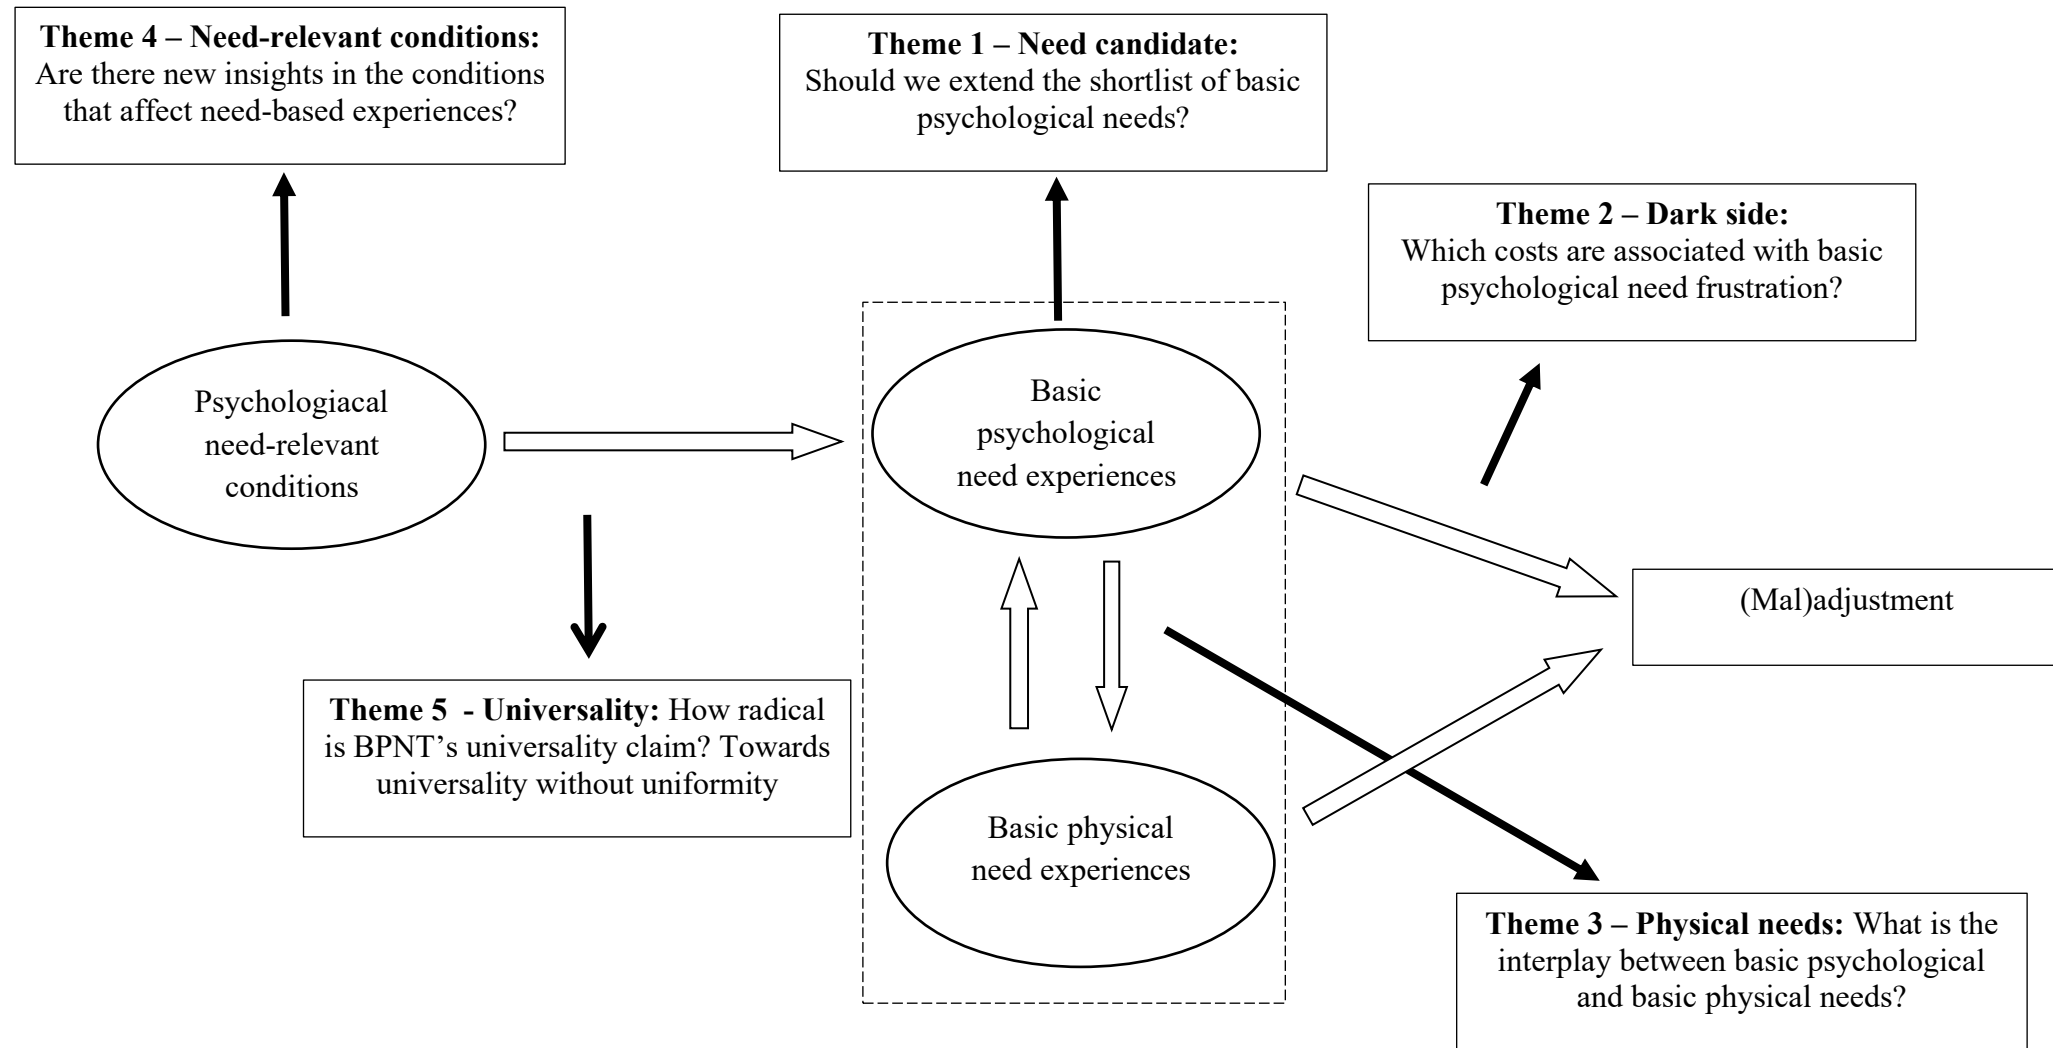 Theme 4 – Need-relevant conditions:
Are there new insights in the conditions
that affect need-based experiences?
Theme 1 – Need candidate:
Should we extend the shortlist of basic
psychological needs?
Theme 2 – Dark side:
Which costs are associated with basic
psychological need frustration?
Psychologiacal
need-relevant
conditions
Basic
psychological
need experiences
(Mal)adjustment
Theme 5  - Universality: How radical
is BPNT’s universality claim? Towards
universality without uniformity
Basic physical
need experiences
Theme 3 – Physical needs: What is the
interplay between basic psychological
and basic physical needs?